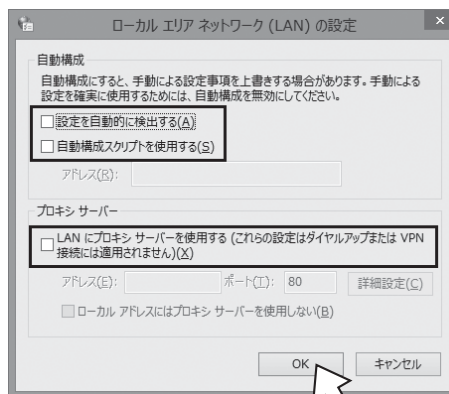 ローカル エリア ネットワーク (LAN) の設定
自動構成
自動構成にすると、手動による設定事項を上書きする場合があります。手動による
設定を確実に使用するためには、自動構成を無効にしてください。
設定を自動的に検出する(A)
自動構成スクリプトを使用する(S)
アドレス(R):
プロキシ サーバー
LAN にプロキシ サーバーを使用する (これらの設定はダイヤルアップまたは VPN
接続には適用されません)(X)
アドレス(E): ポート(T): 80 詳細設定(C)
ローカル アドレスにはプロキシ サーバーを使用しない(B)
OK キャンセル